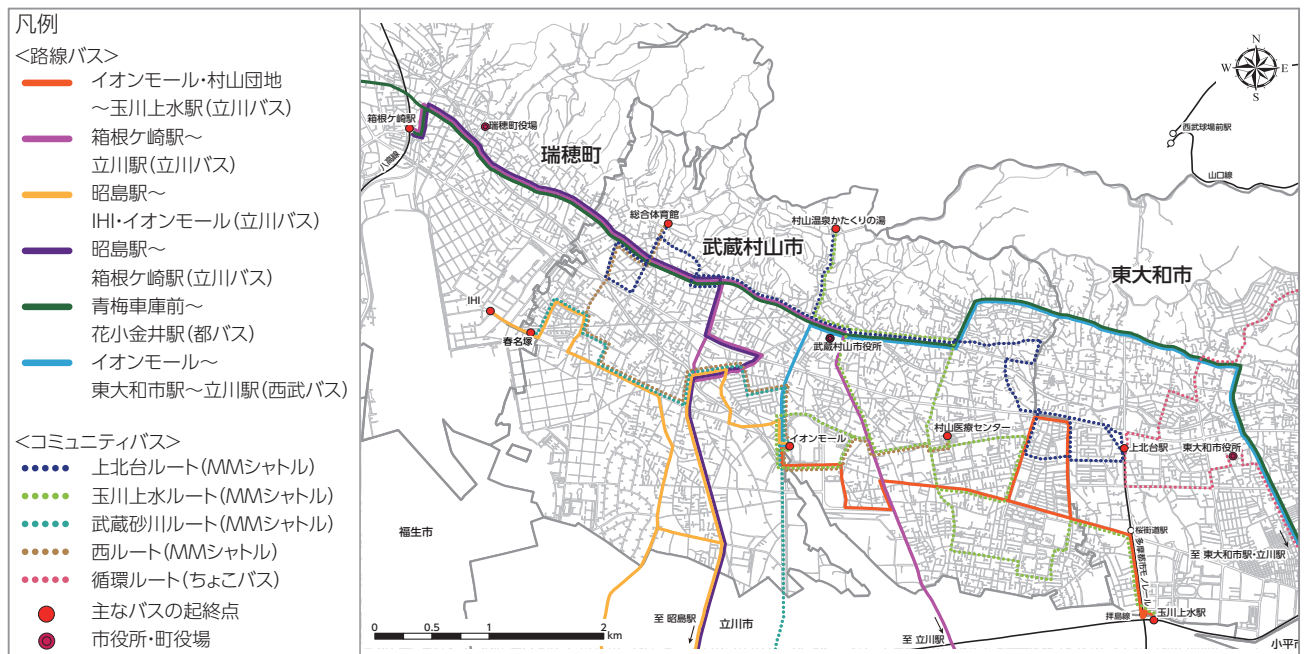 凡例
<路線バス>
イオンモール・村山団地
～玉川上水駅(立川バス)
箱根ケ崎駅～
立川駅(立川バス)
昭島駅～
IHI・イオンモール(立川バス)
昭島駅～
箱根ケ崎駅(立川バス)
青梅車庫前～
花小金井駅(都バス)
イオンモール～
東大和市駅～立川駅(西武バス)
<コミュニティバス>
上北台ルート(MMシャトル)
玉川上水ルート(MMシャトル)
武蔵砂川ルート(MMシャトル)
西ルート(MMシャトル)
循環ルート(ちょこバス)
主なバスの起終点
市役所・町役場
N
W
E
S
箱根ケ崎駅
瑞穂町役場
八高線
瑞穂町
西武球場前駅
山口線
総合体育館
村山温泉かたくりの湯
武蔵村山市
東大和市
IHI
春名塚
武蔵村山市役所
イオンモール
村山医療センター
上北台駅
東大和市役所
福生市
桜街道駅
至 東大和市駅・立川駅
多摩都市モノレール
拝島線
玉川上水駅
至 昭島駅
立川市
至 立川駅
小平市
0
0.5
1
2
km